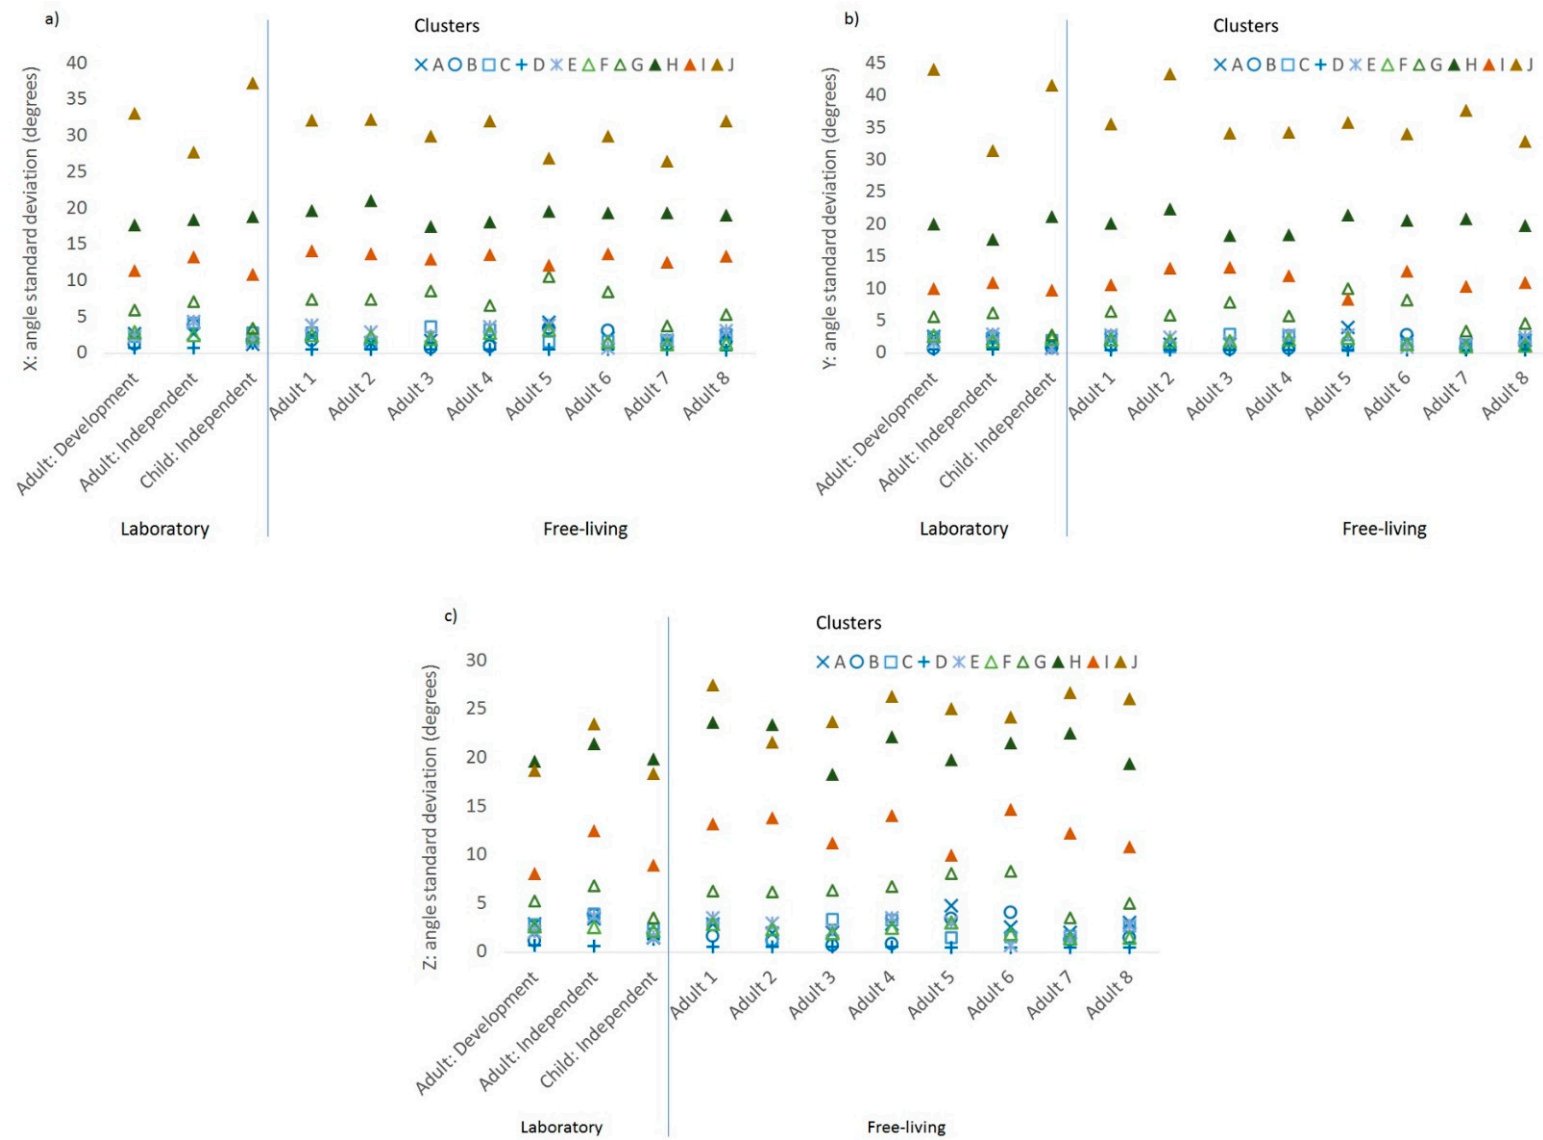 a)
Clusters
A B C D E F G H I J
X: angle standard deviation (degrees)
40
35
30
25
20
15
10
5
0
Adult: Development
Adult: Independent
Child: Independent
Adult 1
Adult 2
Adult 3
Adult 4
Adult 5
Adult 6
Adult 7
Adult 8
Laboratory
Free-living
b)
Clusters
A B C D E F G H I J
Y: angle standard deviation (degrees)
45
40
35
30
25
20
15
10
5
0
Adult: Development
Adult: Independent
Child: Independent
Adult 1
Adult 2
Adult 3
Adult 4
Adult 5
Adult 6
Adult 7
Adult 8
Laboratory
Free-living
c)
Clusters
A B C D E F G H I J
Z: angle standard deviation (degrees)
30
25
20
15
10
5
0
Adult: Development
Adult: Independent
Child: Independent
Adult 1
Adult 2
Adult 3
Adult 4
Adult 5
Adult 6
Adult 7
Adult 8
Laboratory
Free-living